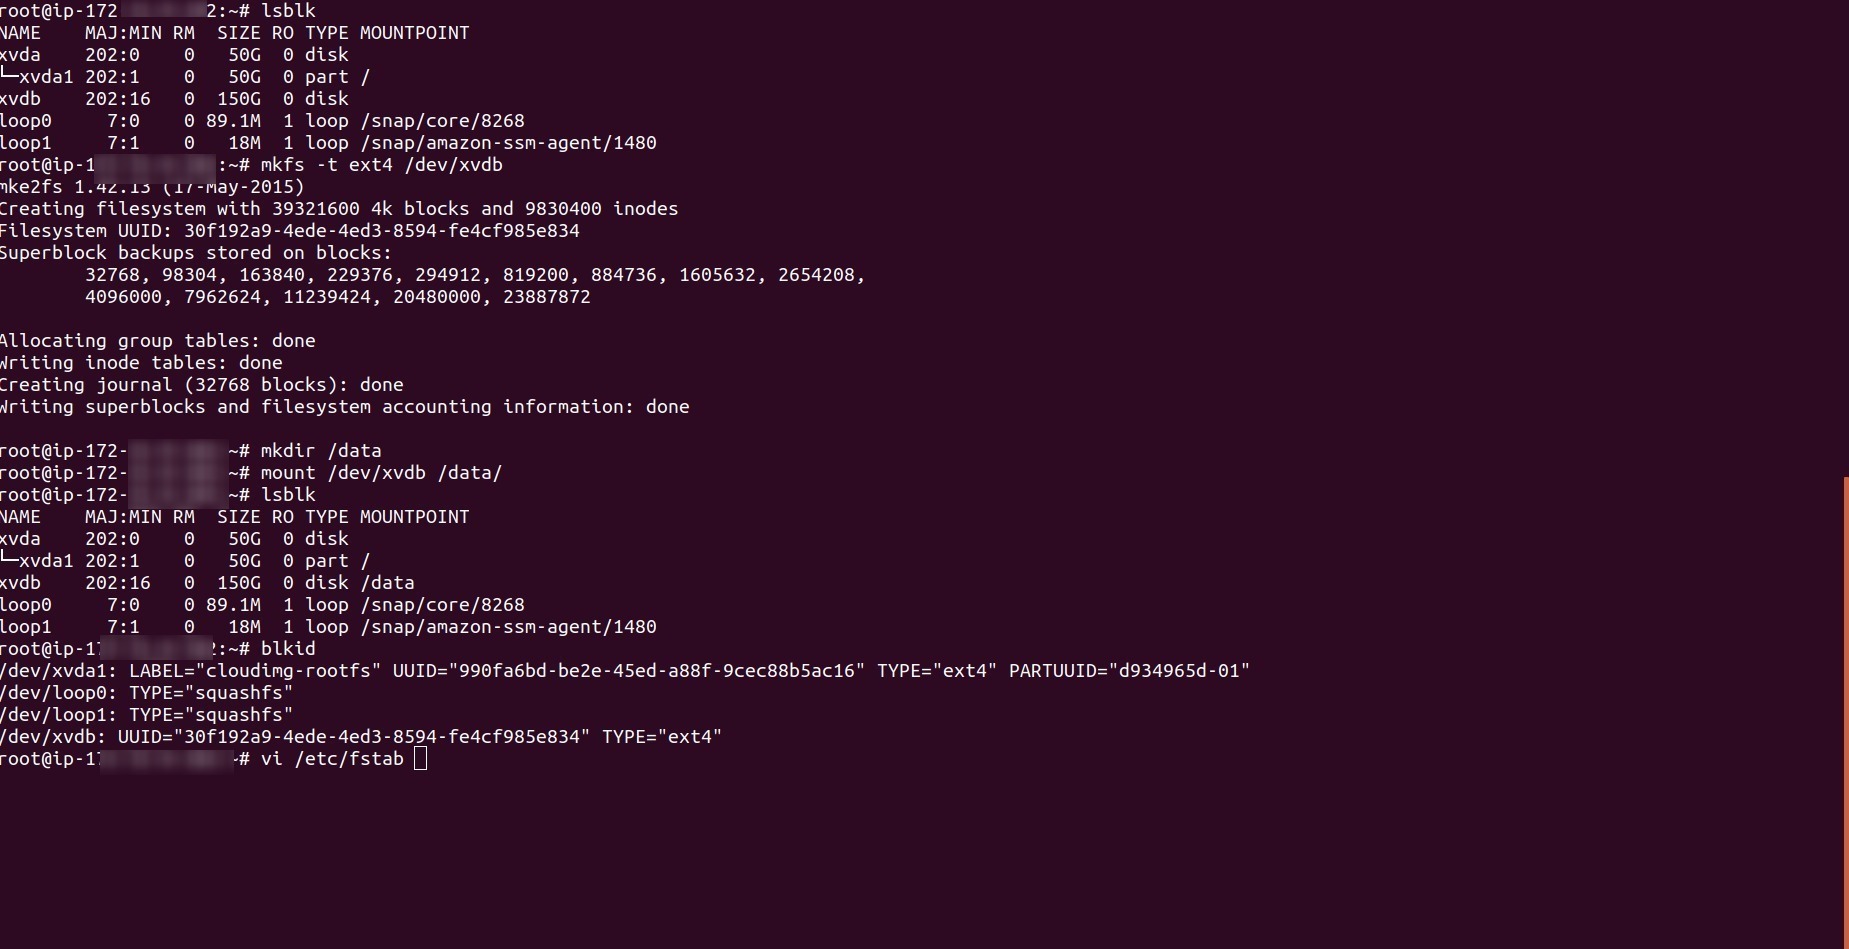 root@ip-172 2:~# lsblk
NAME    MAJ:MIN RM   SIZE RO TYPE MOUNTPOINT
xvda    202:0    0    50G  0 disk
└─xvda1 202:1    0    50G  0 part /
xvdb    202:16   0   150G  0 disk
loop0     7:0    0 89.1M  1 loop /snap/core/8268
loop1     7:1    0   18M  1 loop /snap/amazon-ssm-agent/1480
root@ip-1 :~# mkfs -t ext4 /dev/xvdb
mke2fs 1.42.13 (17-May-2015)
Creating filesystem with 39321600 4k blocks and 9830400 inodes
Filesystem UUID: 30f192a9-4ede-4ed3-8594-fe4cf985e834
Superblock backups stored on blocks:
        32768, 98304, 163840, 229376, 294912, 819200, 884736, 1605632, 2654208,
        4096000, 7962624, 11239424, 20480000, 23887872
Allocating group tables: done
Writing inode tables: done
Creating journal (32768 blocks): done
Writing superblocks and filesystem accounting information: done
root@ip-172- ~# mkdir /data
root@ip-172- ~# mount /dev/xvdb /data/
root@ip-172- ~# lsblk
NAME    MAJ:MIN RM   SIZE RO TYPE MOUNTPOINT
xvda    202:0    0    50G  0 disk
└─xvda1 202:1    0    50G  0 part /
xvdb    202:16   0   150G  0 disk /data
loop0     7:0    0 89.1M  1 loop /snap/core/8268
loop1     7:1    0   18M  1 loop /snap/amazon-ssm-agent/1480
root@ip-17 2:~# blkid
/dev/xvda1: LABEL="cloudimg-rootfs" UUID="990fa6bd-be2e-45ed-a88f-9cec88b5ac16" TYPE="ext4" PARTUUID="d934965d-01"
/dev/loop0: TYPE="squashfs"
/dev/loop1: TYPE="squashfs"
/dev/xvdb: UUID="30f192a9-4ede-4ed3-8594-fe4cf985e834" TYPE="ext4"
root@ip-17 ~# vi /etc/fstab